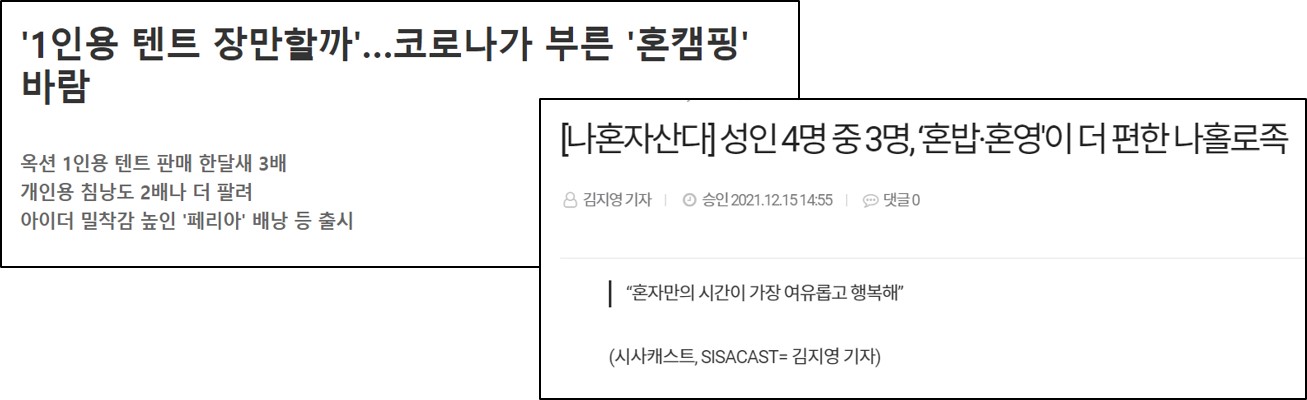 '1인용 텐트 장만할까'...코로나가 부른 '혼캠핑'
바람
옥션 1인용 텐트 판매 한달새 3배
개인용 침낭도 2배나 더 팔려
아이더 밀착감 높인 '페리아' 배낭 등 출시
[나혼자산다] 성인 4명 중 3명, ‘혼밥·혼영'이 더 편한 나홀로족
김지영 기자 | 승인 2021.12.15 14:55 | 댓글 0
“혼자만의 시간이 가장 여유롭고 행복해”
(시사캐스트, SISACAST= 김지영 기자)